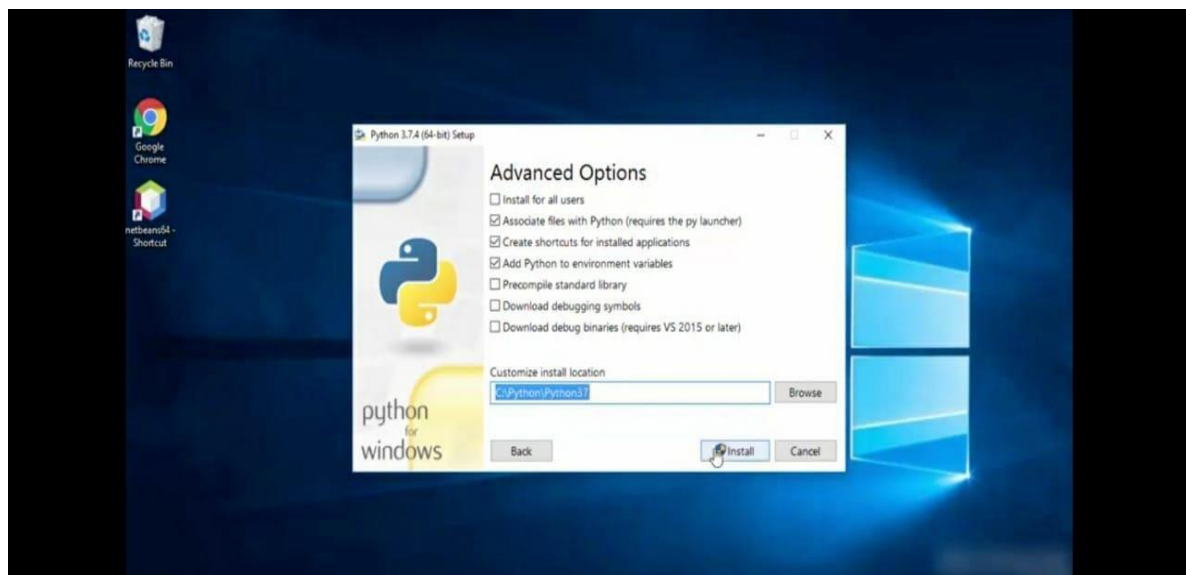 Recycle Bin
Google
Chrome
netbeans64 -
Shortcut
Python 3.7.4 (64-bit) Setup
Advanced Options
Install for all users
Associate files with Python (requires the py launcher)
Create shortcuts for installed applications
Add Python to environment variables
Precompile standard library
Download debugging symbols
Download debug binaries (requires VS 2015 or later)
Customize install location
C:\Python\Python37
Browse
python
for
windows
Back
Install
Cancel